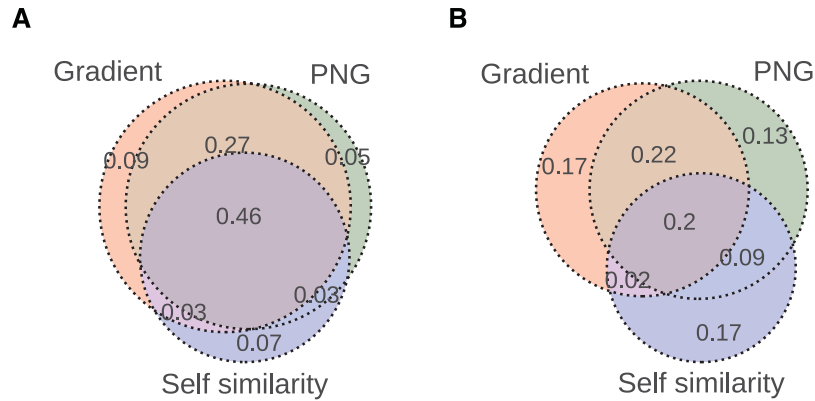 A
Gradient
PNG
0.09
0.27
0.05
0.46
0.03
0.03
0.07
Self similarity
B
Gradient
PNG
0.17
0.22
0.13
0.2
0.09
0.02
0.17
Self similarity